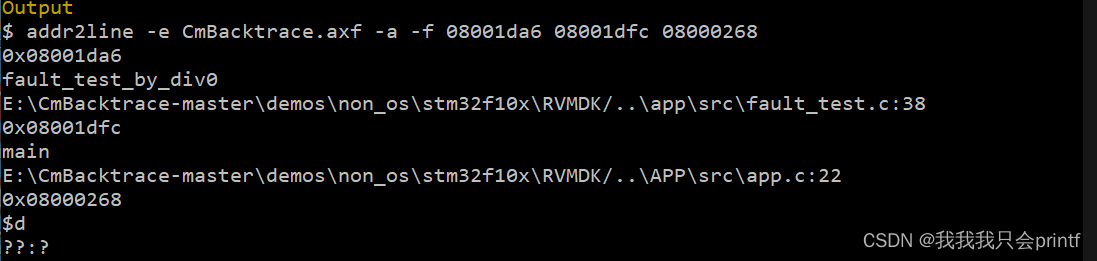 Output
$ addr2line -e CmBacktrace.axf -a -f 08001da6 08001dfc 08000268
0x08001da6
fault_test_by_div0
E:\CmBacktrace-master\demos\non_os\stm32f10x\RVMDK/..\app\src\fault_test.c:38
0x08001dfc
main
E:\CmBacktrace-master\demos\non_os\stm32f10x\RVMDK/..\APP\src\app.c:22
0x08000268
$d
??:?
CSDN @我我我只会printf